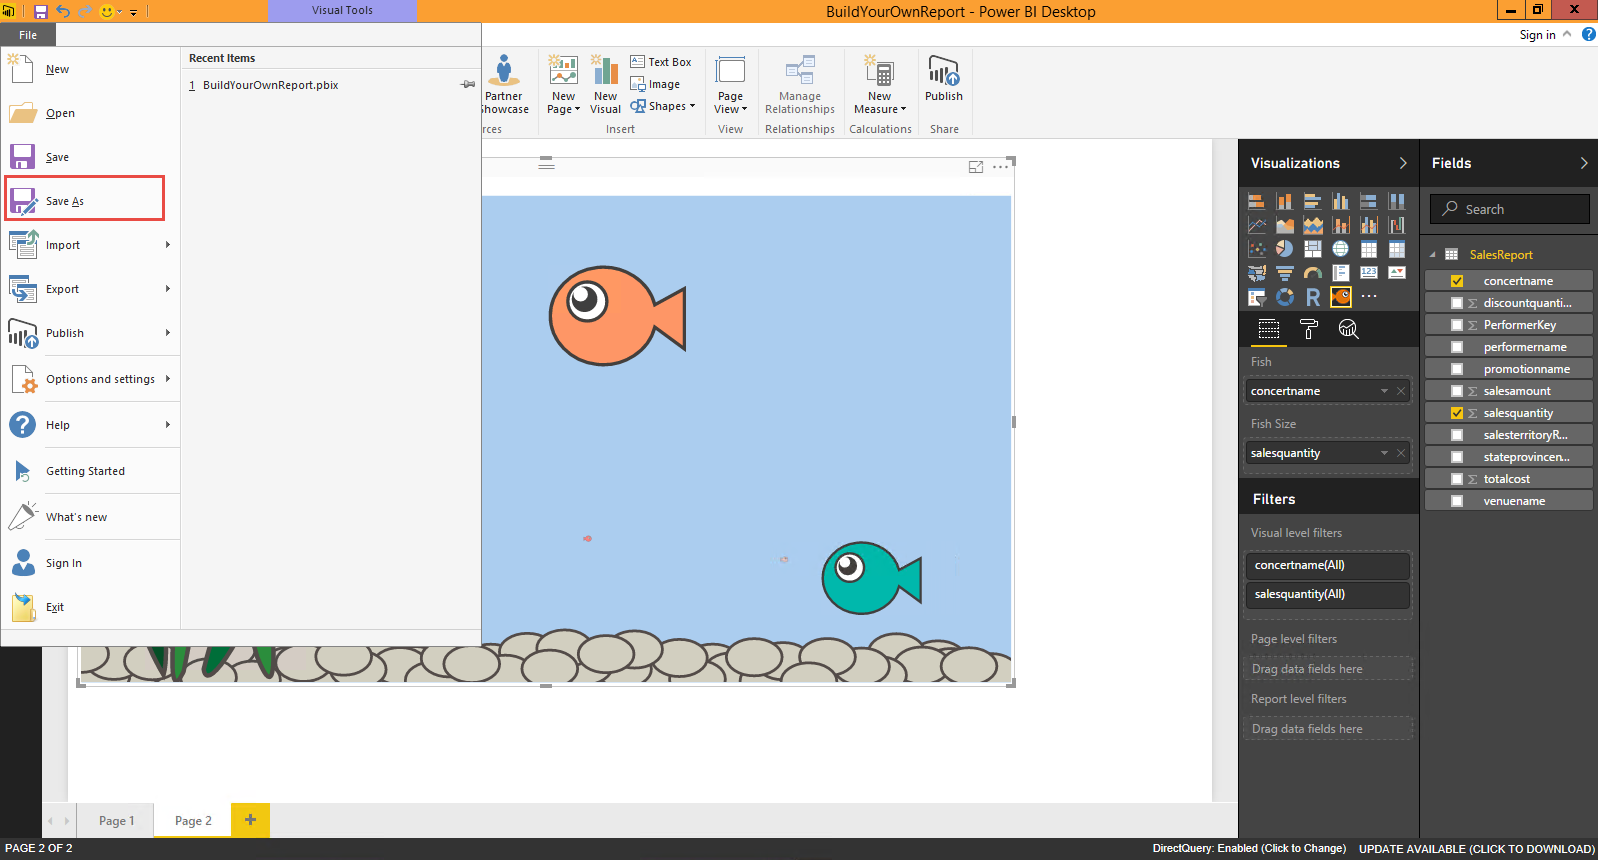 Visual Tools
BuildYourOwnReport - Power BI Desktop
File
Sign in
New
Open
Save
Save As
Import
Export
Publish
Options and settings
Help
Getting Started
What's new
Sign In
Exit
Recent Items
1 BuildYourOwnReport.pbix
Partner
Showcase
rces
New
Page
New
Visual
Text Box
Image
Shapes
Insert
Page
View
View
Manage
Relationships
Relationships
New
Measure
Calculations
Publish
Share
Visualizations
R
123
Fish
concertname
Fish Size
salesquantity
Filters
Visual level filters
concertname(All)
salesquantity(All)
Page level filters
Drag data fields here
Report level filters
Drag data fields here
Fields
Search
SalesReport
concertname
discountquanti...
PerformerKey
performername
promotionname
salesamount
salesquantity
salesterritoryR...
stateprovincen...
totalcost
venuename
Page 1
Page 2
PAGE 2 OF 2
DirectQuery: Enabled (Click to Change)
UPDATE AVAILABLE (CLICK TO DOWNLOAD)